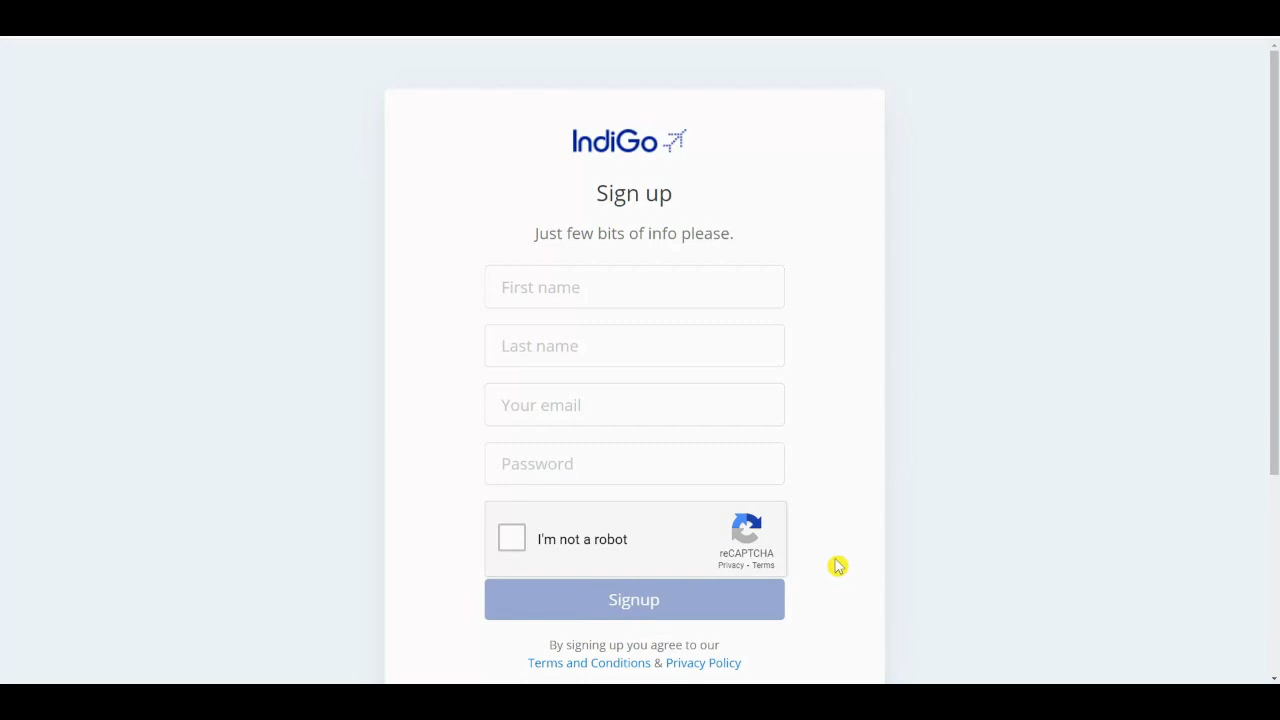 IndiGo
Sign up
Just few bits of info please.
First name
Last name
Your email
Password
I'm not a robot
reCAPTCHA
Privacy - Terms
Signup
By signing up you agree to our
Terms and Conditions & Privacy Policy